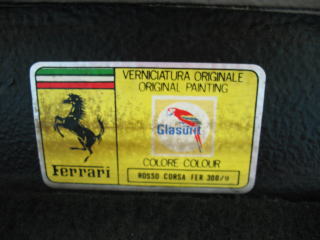 VERNICIATURA ORIGINALE
ORIGINAL PAINTING
Glasurit
COLORE COLOUR
Ferrari
ROSSO CORSA FER 300/9